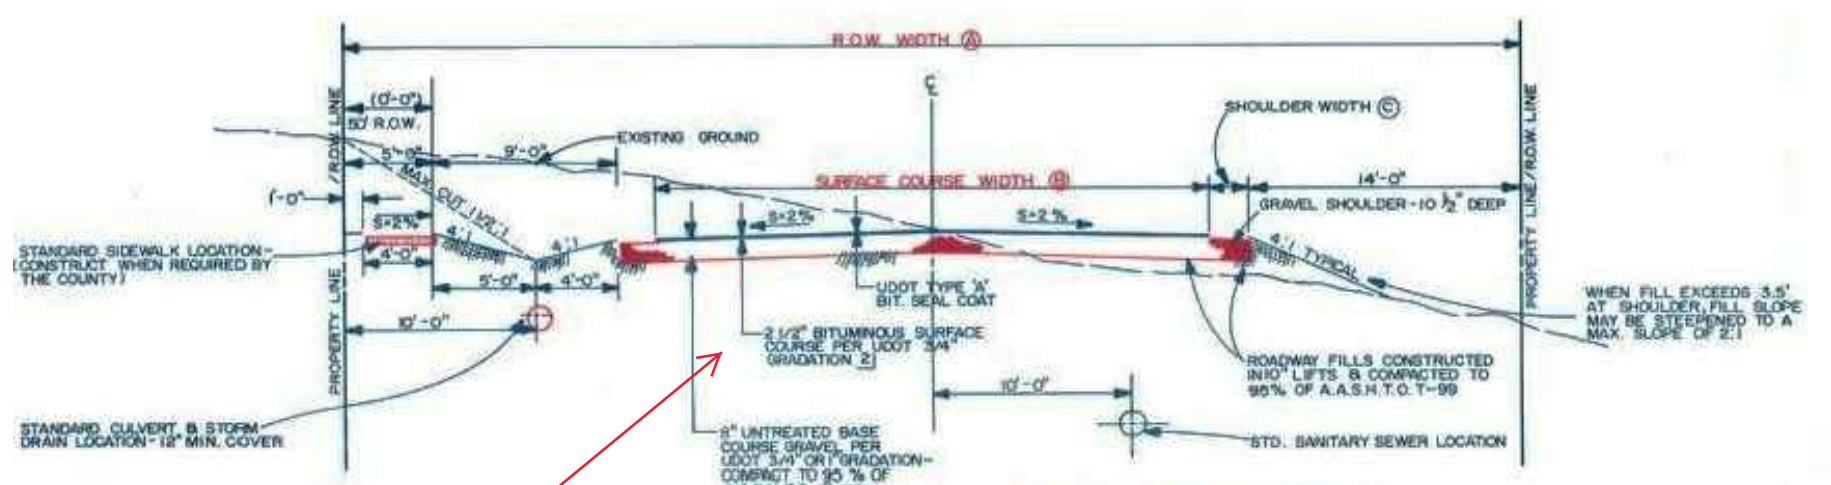 R.O.W. WIDTH Ⓐ
(0'-0")
50' R.O.W.
/R.O.W. LINE
PROPERTY LINE
5'-0"
9'-0"
EXISTING GROUND
MAX. CUT 1 1/2:1
1'-0"
S=2%
4:1
4:1
4'-0"
5'-0"
4'-0"
10'-0"
STANDARD SIDEWALK LOCATION-
(CONSTRUCT WHEN REQUIRED BY
THE COUNTY)
STANDARD CULVERT & STORM
DRAIN LOCATION-12" MIN. COVER
℄
SURFACE COURSE WIDTH Ⓑ
S=2%
S=2%
UDOT TYPE 'A'
BIT. SEAL COAT
2 1/2" BITUMINOUS SURFACE
COURSE PER UDOT 3/4"
GRADATION 2
8" UNTREATED BASE
COURSE GRAVEL PER
UDOT 3/4" OR 1" GRADATION-
COMPACT TO 95 % OF
SHOULDER WIDTH Ⓒ
14'-0"
GRAVEL SHOULDER-10 1/2" DEEP
4:1 TYPICAL
PROPERTY LINE/R.O.W. LINE
WHEN FILL EXCEEDS 3.5'
AT SHOULDER, FILL SLOPE
MAY BE STEEPENED TO A
MAX. SLOPE OF 2:1
ROADWAY FILLS CONSTRUCTED
IN 10" LIFTS & COMPACTED TO
95% OF A.A.S.H.T.O. T-99
10'-0"
STD. SANITARY SEWER LOCATION